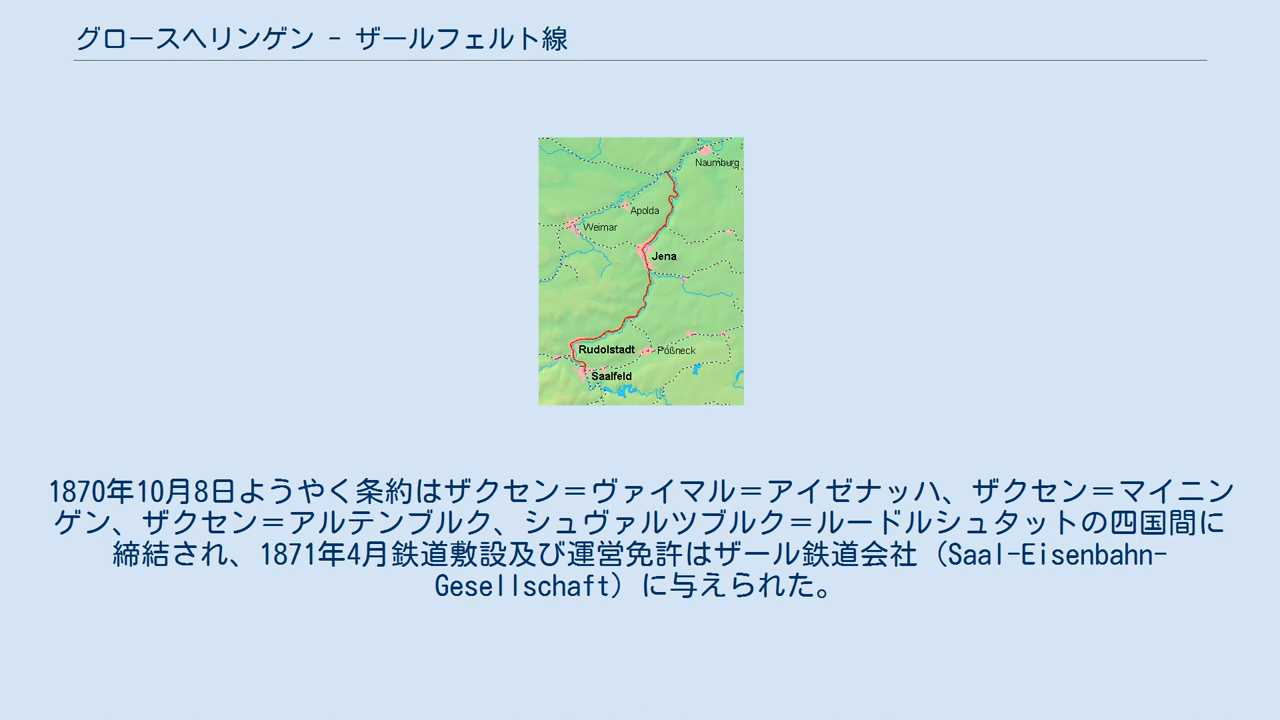 グロースヘリンゲン - ザールフェルト線
Naumburg
Apolda
Weimar
Jena
Rudolstadt
Pößneck
Saalfeld
1870年10月8日ようやく条約はザクセン＝ヴァイマル＝アイゼナッハ、ザクセン＝マイニン
ゲン、ザクセン＝アルテンブルク、シュヴァルツブルク＝ルードルシュタットの四国間に
締結され、1871年4月鉄道敷設及び運営免許はザール鉄道会社（Saal-Eisenbahn-
Gesellschaft）に与えられた。